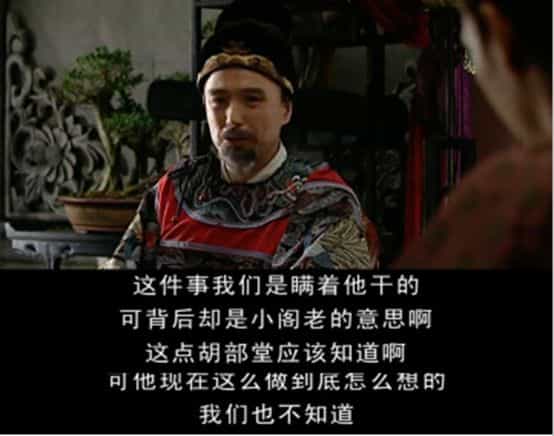 这件事我们是瞒着他干的
可背后却是小阁老的意思啊
这点胡部堂应该知道啊
可他现在这么做到底怎么想的
我们也不知道